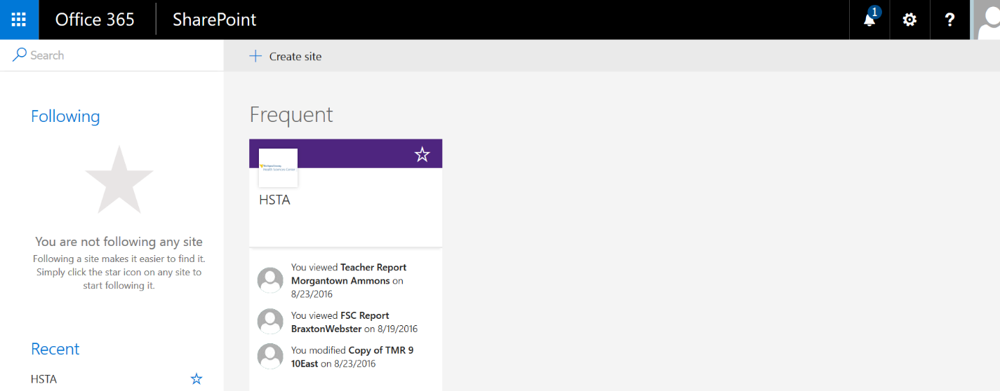 Office 365
SharePoint
1
?
Search
Create site
Following
You are not following any site
Following a site makes it easier to find it.
Simply click the star icon on any site to
start following it.
Recent
HSTA
Frequent
Health Sciences Center
HSTA
You viewed Teacher Report
Morgantown Ammons on
8/23/2016
You viewed FSC Report
BraxtonWebster on 8/19/2016
You modified Copy of TMR 9
10East on 8/23/2016